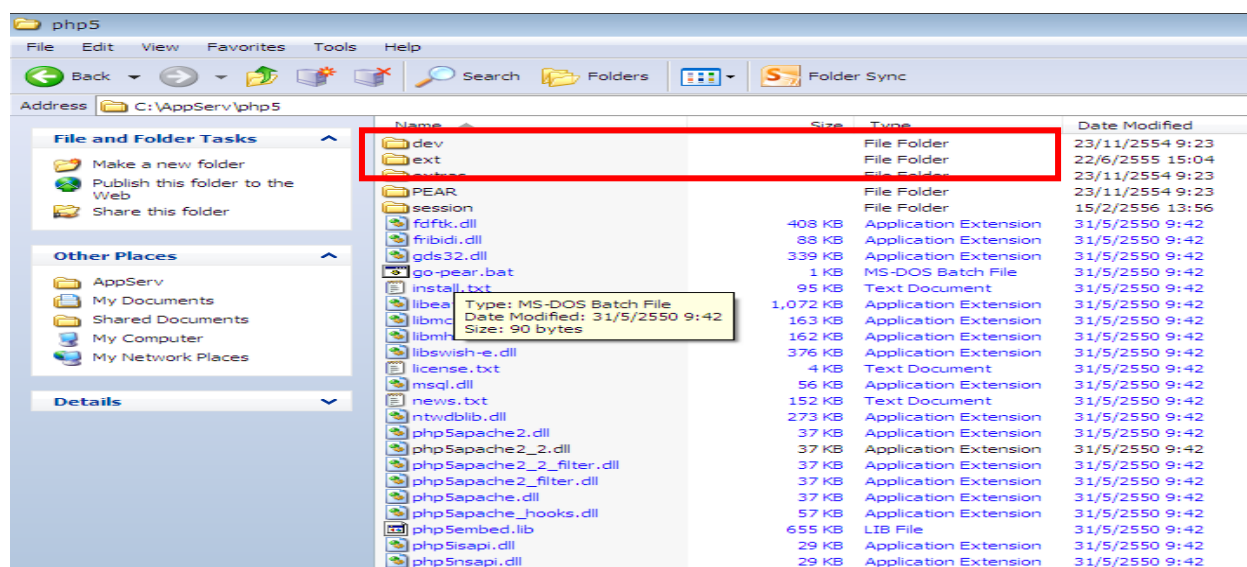 php5
File Edit View Favorites Tools Help
Back Search Folders Folder Sync
Address C:\AppServ\php5
File and Folder Tasks
Make a new folder
Publish this folder to the
Web
Share this folder
Other Places
AppServ
My Documents
Shared Documents
My Computer
My Network Places
Details
Name Size Type Date Modified
dev File Folder 23/11/2554 9:23
ext File Folder 22/6/2555 15:04
extras File Folder 23/11/2554 9:23
PEAR File Folder 23/11/2554 9:23
session File Folder 15/2/2556 13:56
fdftk.dll 408 KB Application Extension 31/5/2550 9:42
fribidi.dll 88 KB Application Extension 31/5/2550 9:42
gds32.dll 339 KB Application Extension 31/5/2550 9:42
go-pear.bat 1 KB MS-DOS Batch File 31/5/2550 9:42
install.txt 95 KB Text Document 31/5/2550 9:42
1,072 KB Application Extension 31/5/2550 9:42
163 KB Application Extension 31/5/2550 9:42
162 KB Application Extension 31/5/2550 9:42
Type: MS-DOS Batch File
Date Modified: 31/5/2550 9:42
Size: 90 bytes
libswish-e.dll 376 KB Application Extension 31/5/2550 9:42
license.txt 4 KB Text Document 31/5/2550 9:42
msql.dll 56 KB Application Extension 31/5/2550 9:42
news.txt 152 KB Text Document 31/5/2550 9:42
ntwdblib.dll 273 KB Application Extension 31/5/2550 9:42
php5apache2.dll 37 KB Application Extension 31/5/2550 9:42
php5apache2_2.dll 37 KB Application Extension 31/5/2550 9:42
php5apache2_2_filter.dll 37 KB Application Extension 31/5/2550 9:42
php5apache2_filter.dll 37 KB Application Extension 31/5/2550 9:42
php5apache.dll 37 KB Application Extension 31/5/2550 9:42
php5apache_hooks.dll 57 KB Application Extension 31/5/2550 9:42
php5embed.lib 655 KB LIB File 31/5/2550 9:42
php5isapi.dll 29 KB Application Extension 31/5/2550 9:42
php5nsapi.dll 29 KB Application Extension 31/5/2550 9:42